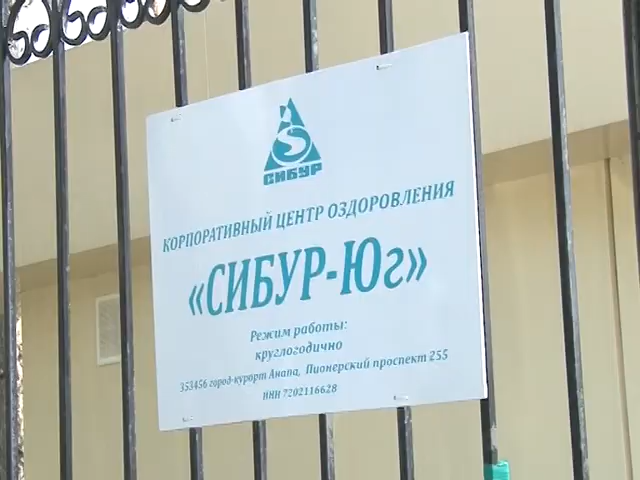 СИБУР
КОРПОРАТИВНЫЙ ЦЕНТР ОЗДОРОВЛЕНИЯ
«СИБУР-Юг»
Режим работы:
круглогодично
353456 город-курорт Анапа, Пионерский проспект 255
ИНН 7202116628